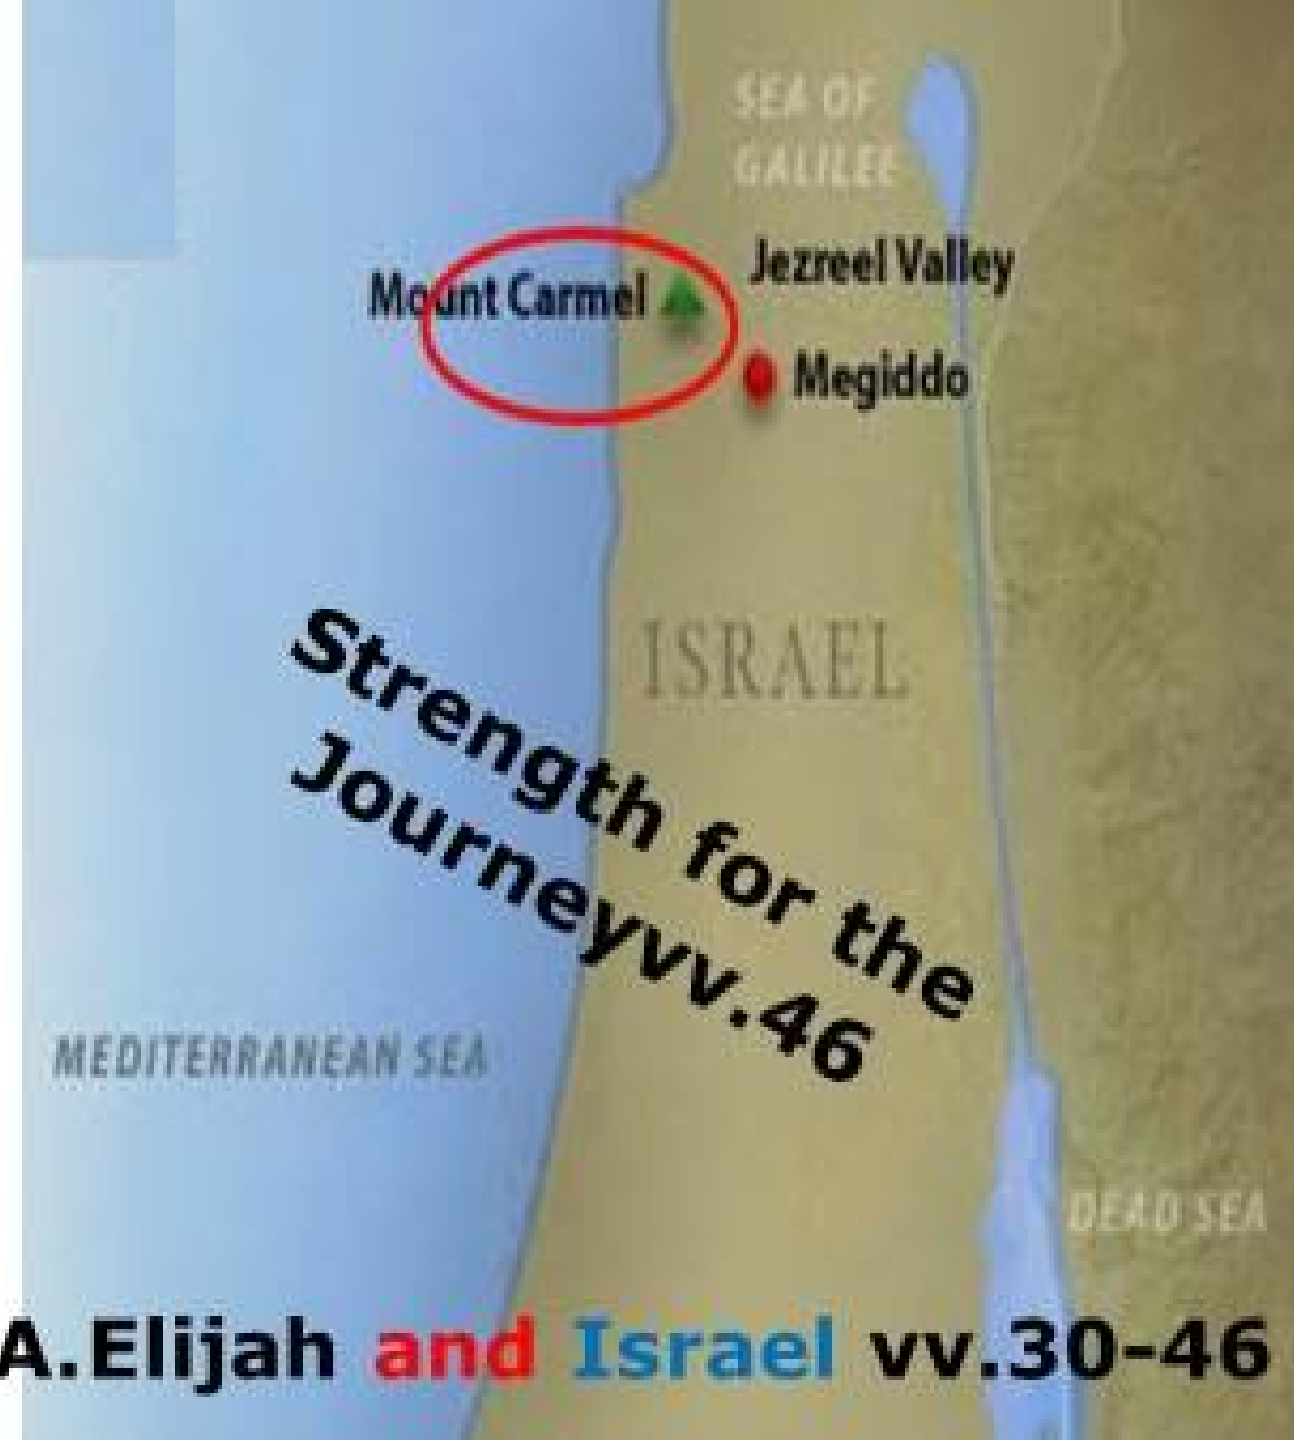 SEA OF
GALILEE
Jezreel Valley
Mount Carmel
Megiddo
ISRAEL
Strength for the
Journeyvv.46
MEDITERRANEAN SEA
DEAD SEA
A.Elijah and Israel vv.30-46